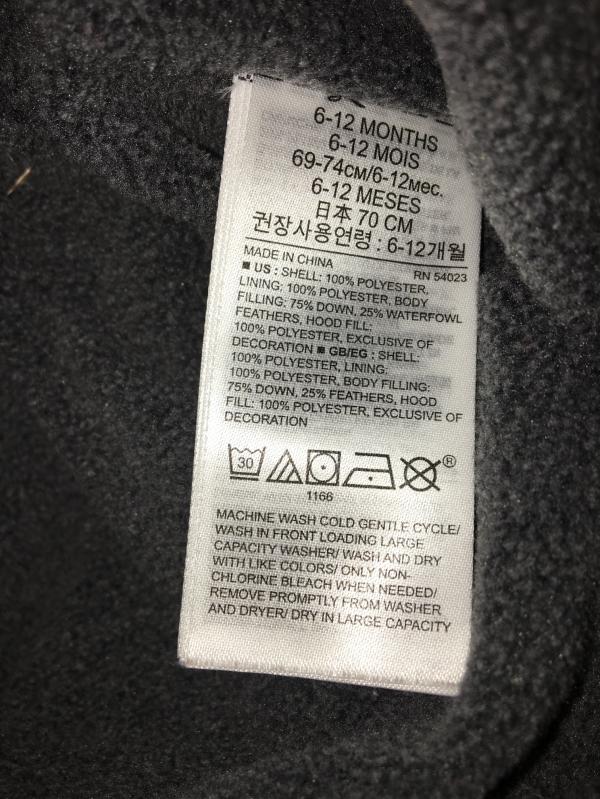 6-12 MONTHS
6-12 MOIS
69-74см/6-12мес.
6-12 MESES
日本 70 CM
권장사용연령 : 6-12개월
MADE IN CHINA RN 54023
■ US : SHELL: 100% POLYESTER,
LINING: 100% POLYESTER, BODY
FILLING: 75% DOWN, 25% WATERFOWL
FEATHERS, HOOD FILL:
100% POLYESTER, EXCLUSIVE OF
DECORATION ■ GB/EG : SHELL:
100% POLYESTER, LINING:
100% POLYESTER, BODY FILLING:
75% DOWN, 25% FEATHERS, HOOD
FILL: 100% POLYESTER, EXCLUSIVE OF
DECORATION
30 ®
1166
MACHINE WASH COLD GENTLE CYCLE/
WASH IN FRONT LOADING LARGE
CAPACITY WASHER/ WASH AND DRY
WITH LIKE COLORS/ ONLY NON-
CHLORINE BLEACH WHEN NEEDED/
REMOVE PROMPTLY FROM WASHER
AND DRYER/ DRY IN LARGE CAPACITY